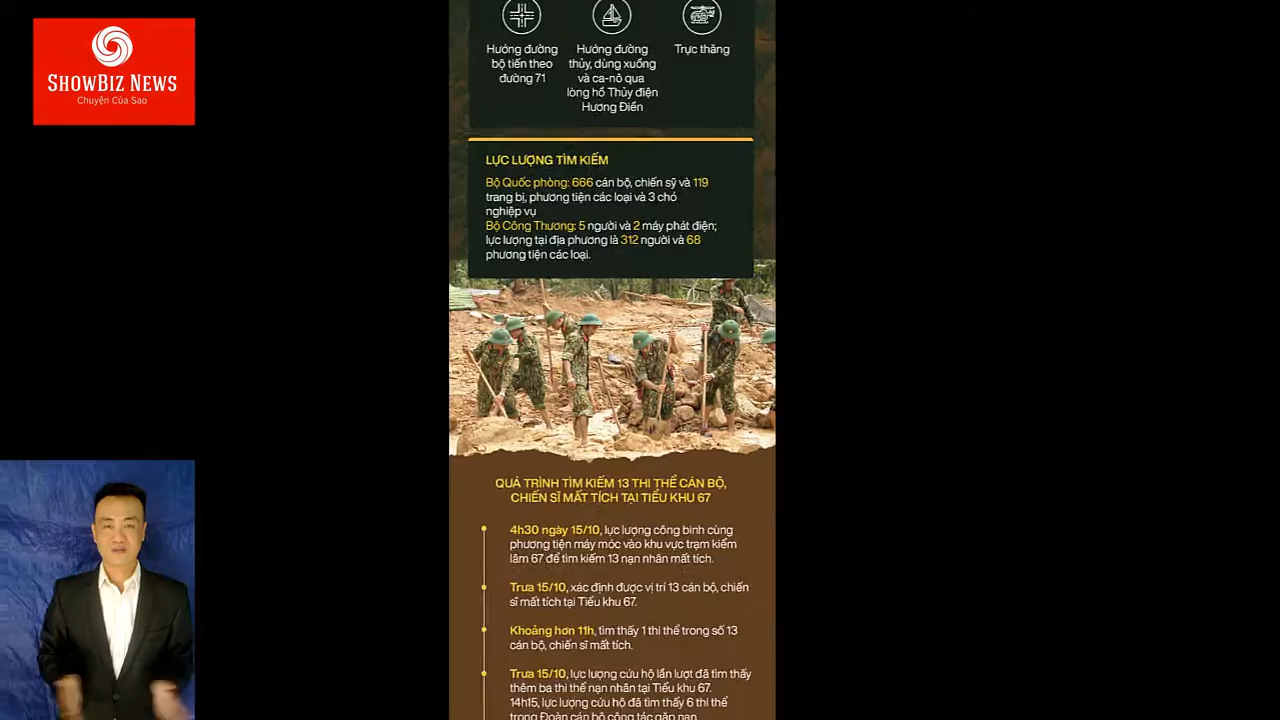 SHOWBIZ NEWS
Chuyện Của Sao
Hướng đường
bộ tiến theo
đường 71
Hướng đường
thủy, dùng xuồng
và ca-nô qua
lòng hồ Thủy điện
Hương Điền
Trực thăng
LỰC LƯỢNG TÌM KIẾM
Bộ Quốc phòng: 666 cán bộ, chiến sỹ và 119
trang bị, phương tiện các loại và 3 chó
nghiệp vụ
Bộ Công Thương: 5 người và 2 máy phát điện;
lực lượng tại địa phương là 312 người và 68
phương tiện các loại.
QUÁ TRÌNH TÌM KIẾM 13 THI THỂ CÁN BỘ,
CHIẾN SĨ MẤT TÍCH TẠI TIỂU KHU 67
4h30 ngày 15/10, lực lượng công binh cùng
phương tiện máy móc vào khu vực trạm kiểm
lâm 67 để tìm kiếm 13 nạn nhân mất tích.
Trưa 15/10, xác định được vị trí 13 cán bộ, chiến
sĩ mất tích tại Tiểu khu 67.
Khoảng hơn 11h, tìm thấy 1 thi thể trong số 13
cán bộ, chiến sĩ mất tích.
Trưa 15/10, lực lượng cứu hộ lần lượt đã tìm thấy
thêm ba thi thể nạn nhân tại Tiểu khu 67.
14h15, lực lượng cứu hộ đã tìm thấy 6 thi thể
trong Đoàn cán bộ công tác gặp nạn